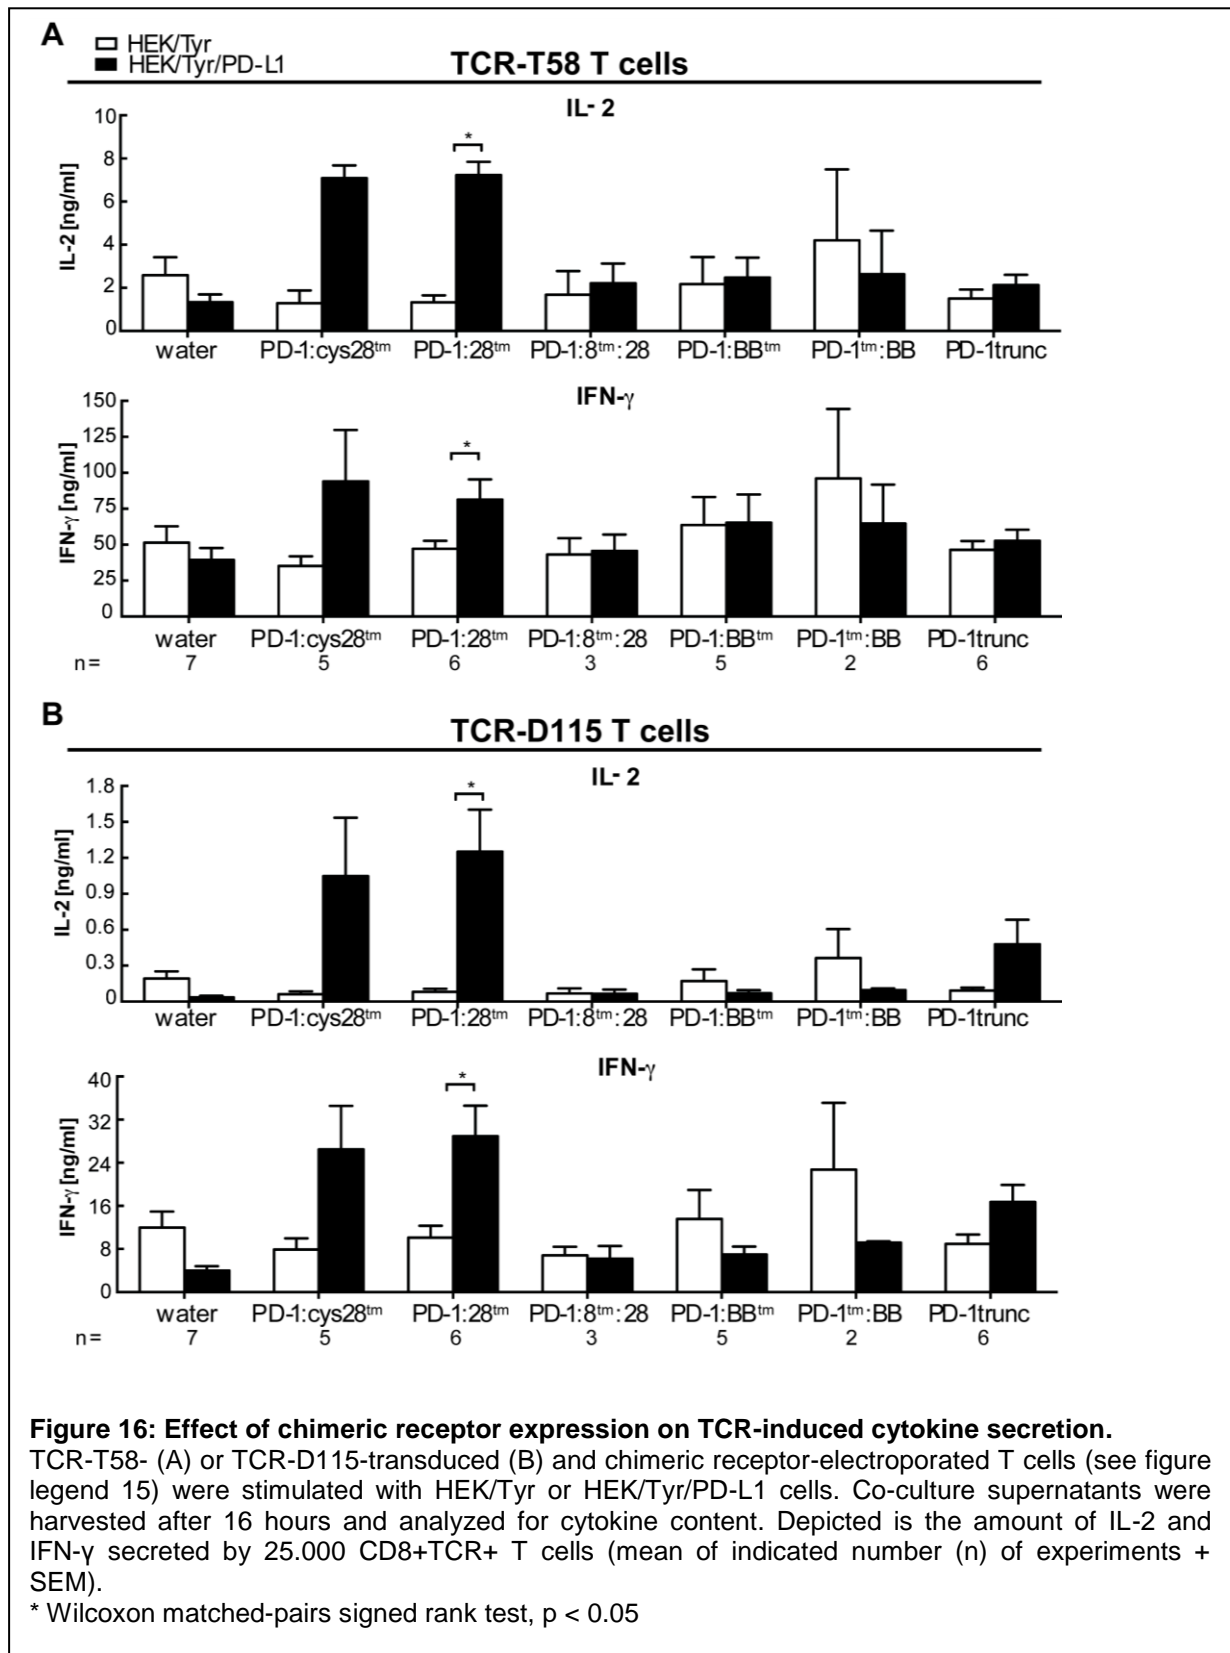 A
HEK/Tyr
HEK/Tyr/PD-L1
TCR-T58 T cells
IL- 2
IL-2 [ng/ml]
10
8
6
4
2
0
*
water PD-1:cys28tm PD-1:28tm PD-1:8tm:28 PD-1:BBtm PD-1tm:BB PD-1trunc
IFN-γ
IFN-γ [ng/ml]
150
125
100
75
50
25
0
*
water PD-1:cys28tm PD-1:28tm PD-1:8tm:28 PD-1:BBtm PD-1tm:BB PD-1trunc
n= 7 5 6 3 5 2 6
B
TCR-D115 T cells
IL- 2
IL-2 [ng/ml]
1.8
1.5
1.2
0.9
0.6
0.3
0
*
water PD-1:cys28tm PD-1:28tm PD-1:8tm:28 PD-1:BBtm PD-1tm:BB PD-1trunc
IFN-γ
IFN-γ [ng/ml]
40
32
24
16
8
0
*
water PD-1:cys28tm PD-1:28tm PD-1:8tm:28 PD-1:BBtm PD-1tm:BB PD-1trunc
n= 7 5 6 3 5 2 6
Figure 16: Effect of chimeric receptor expression on TCR-induced cytokine secretion.
TCR-T58- (A) or TCR-D115-transduced (B) and chimeric receptor-electroporated T cells (see figure
legend 15) were stimulated with HEK/Tyr or HEK/Tyr/PD-L1 cells. Co-culture supernatants were
harvested after 16 hours and analyzed for cytokine content. Depicted is the amount of IL-2 and
IFN-γ secreted by 25.000 CD8+TCR+ T cells (mean of indicated number (n) of experiments +
SEM).
* Wilcoxon matched-pairs signed rank test, p < 0.05